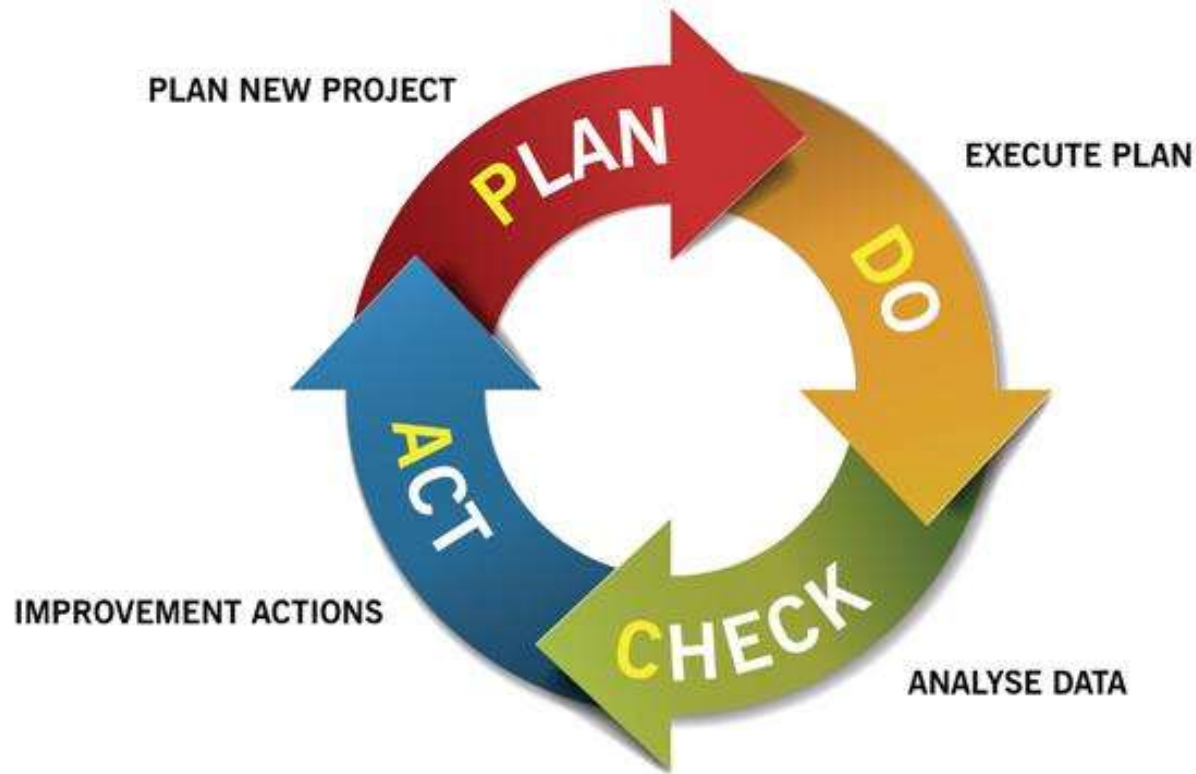 PLAN NEW PROJECT
PLAN
EXECUTE PLAN
DO
CHECK
ANALYSE DATA
ACT
IMPROVEMENT ACTIONS